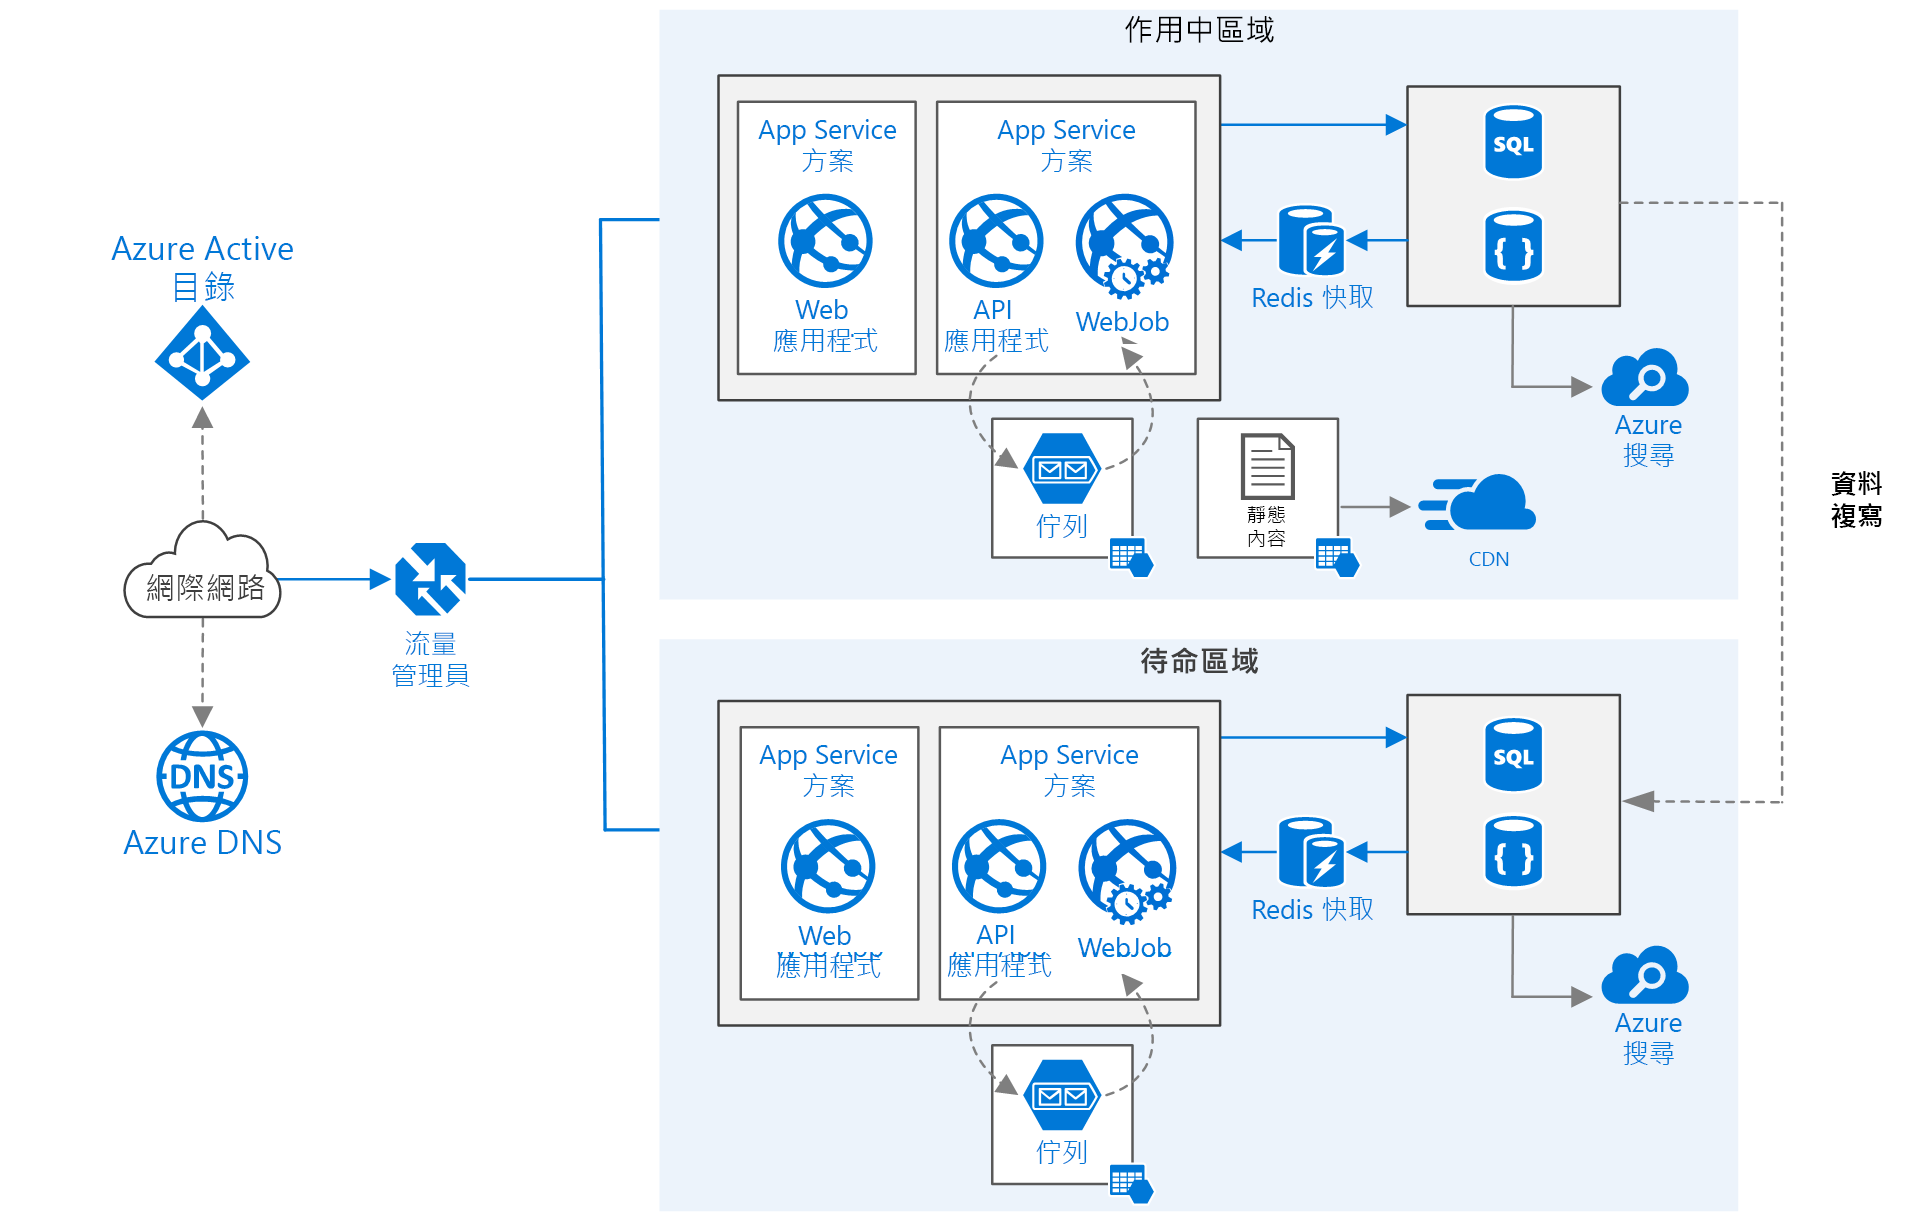 作用中區域
App Service
方案
Web
應用程式
App Service
方案
API
應用程式
WebJob
SQL
{ }
Redis 快取
Azure
搜尋
佇列
靜態
內容
CDN
Azure Active
目錄
網際網路
流量
管理員
DNS
Azure DNS
資料
複寫
待命區域
App Service
方案
Web
應用程式
App Service
方案
API
應用程式
WebJob
SQL
{ }
Redis 快取
Azure
搜尋
佇列